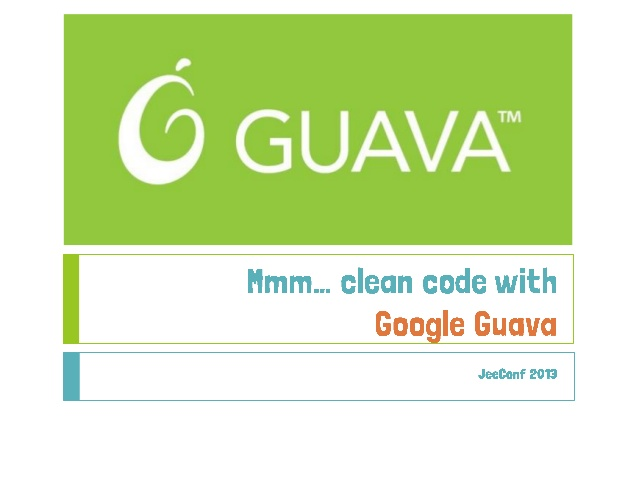 GUAVA™
Mmm... clean code with
Google Guava
JeeConf 2013